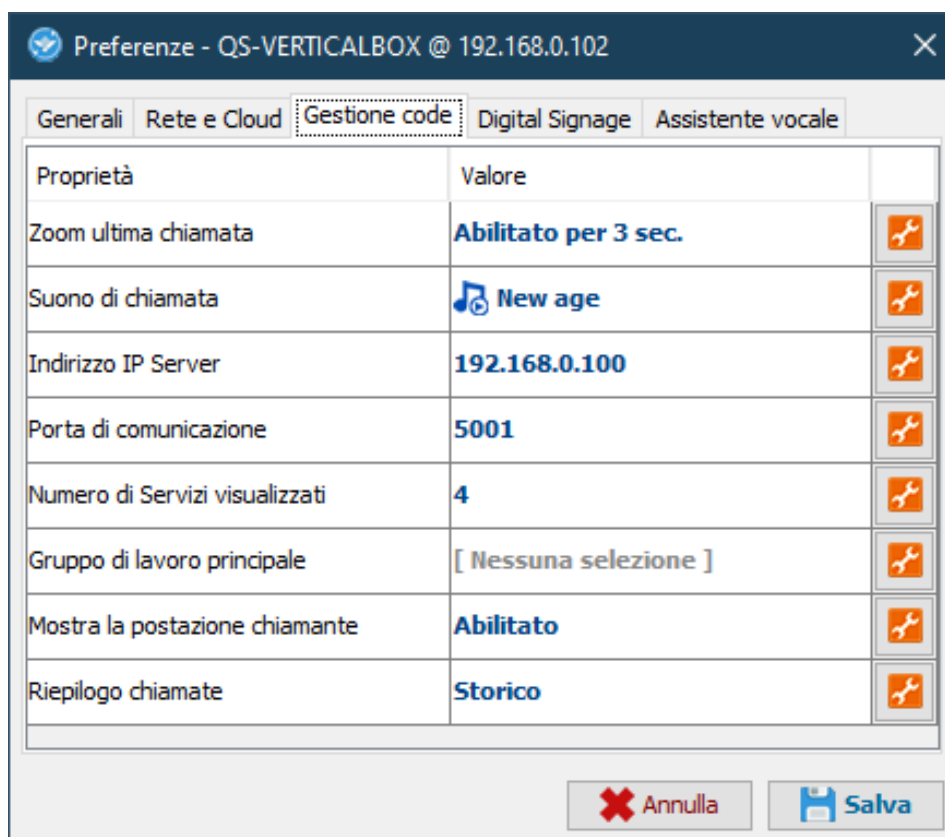 Preferenze - QS-VERTICALBOX @ 192.168.0.102
Generali Rete e Cloud Gestione code Digital Signage Assistente vocale
Proprietà Valore
Zoom ultima chiamata Abilitato per 3 sec.
Suono di chiamata New age
Indirizzo IP Server 192.168.0.100
Porta di comunicazione 5001
Numero di Servizi visualizzati 4
Gruppo di lavoro principale [ Nessuna selezione ]
Mostra la postazione chiamante Abilitato
Riepilogo chiamate Storico
Annulla Salva